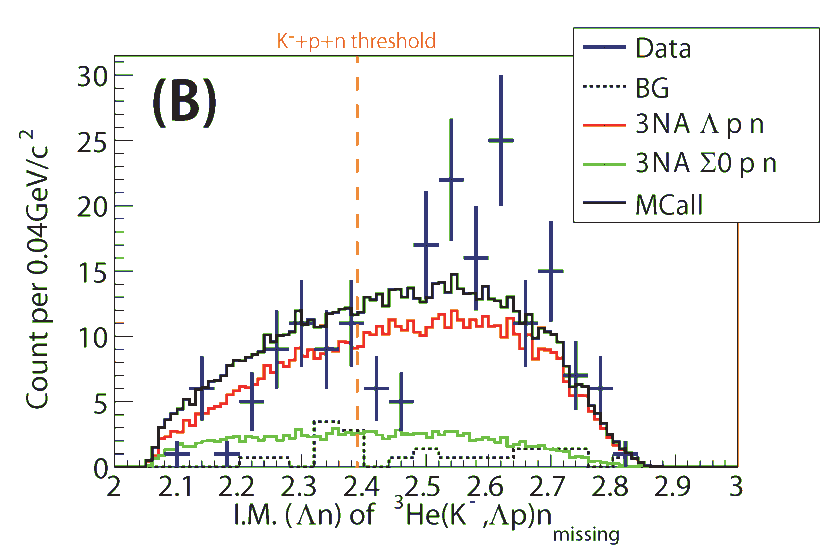 K⁻+p+n threshold
(B)
Data
BG
3NA Λ p n
3NA Σ0 p n
MCall
Count per 0.04GeV/c²
30
25
20
15
10
5
0
2 2.1 2.2 2.3 2.4 2.5 2.6 2.7 2.8 2.9 3
I.M. (Λn) of ³He(K⁻,Λp)n missing